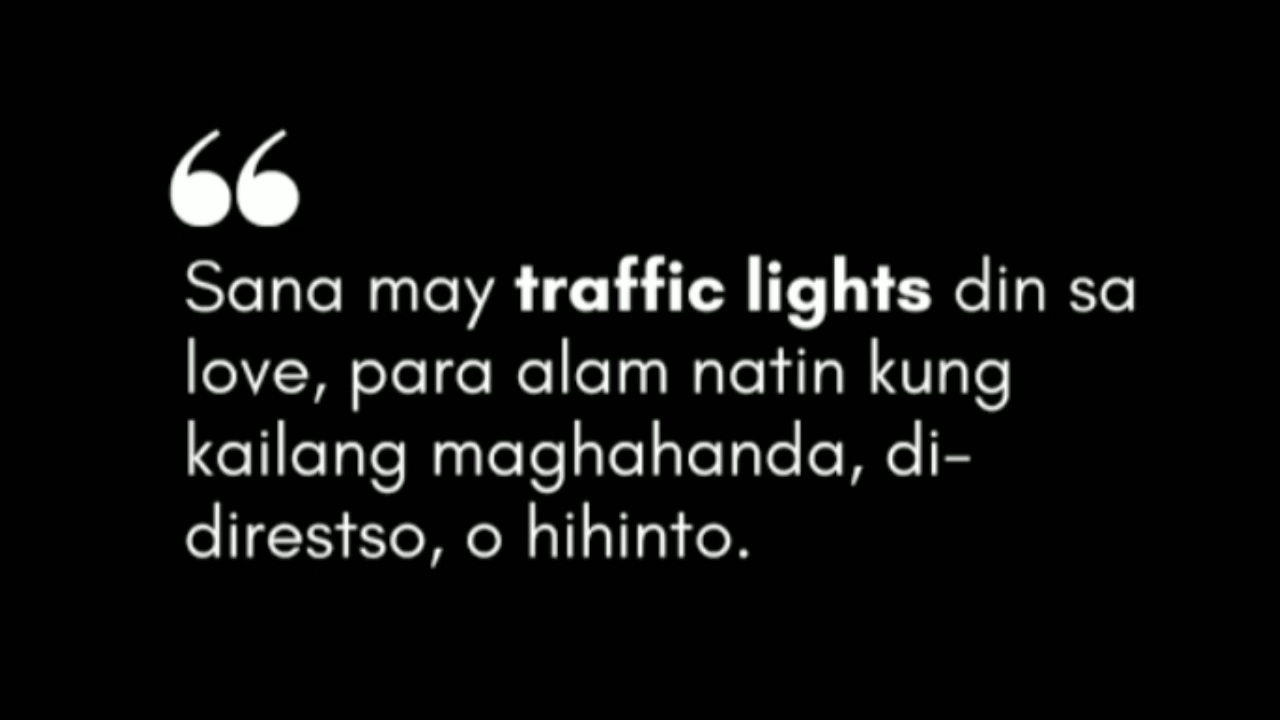 “
Sana may traffic lights din sa
love, para alam natin kung
kailang maghahanda, di-
direstso, o hihinto.